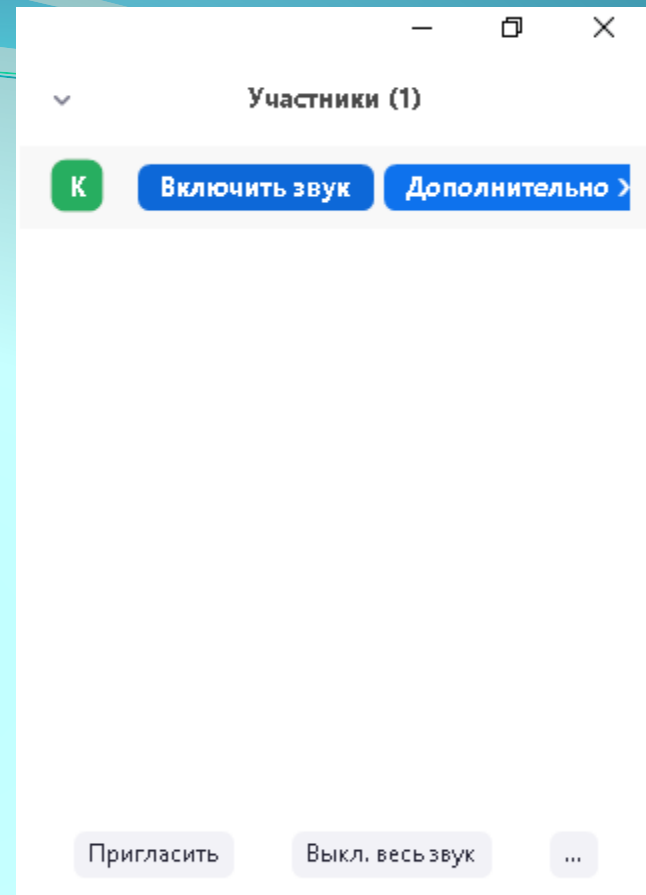 Участники (1)
К Включить звук Дополнительно >
Пригласить Выкл. весь звук ...